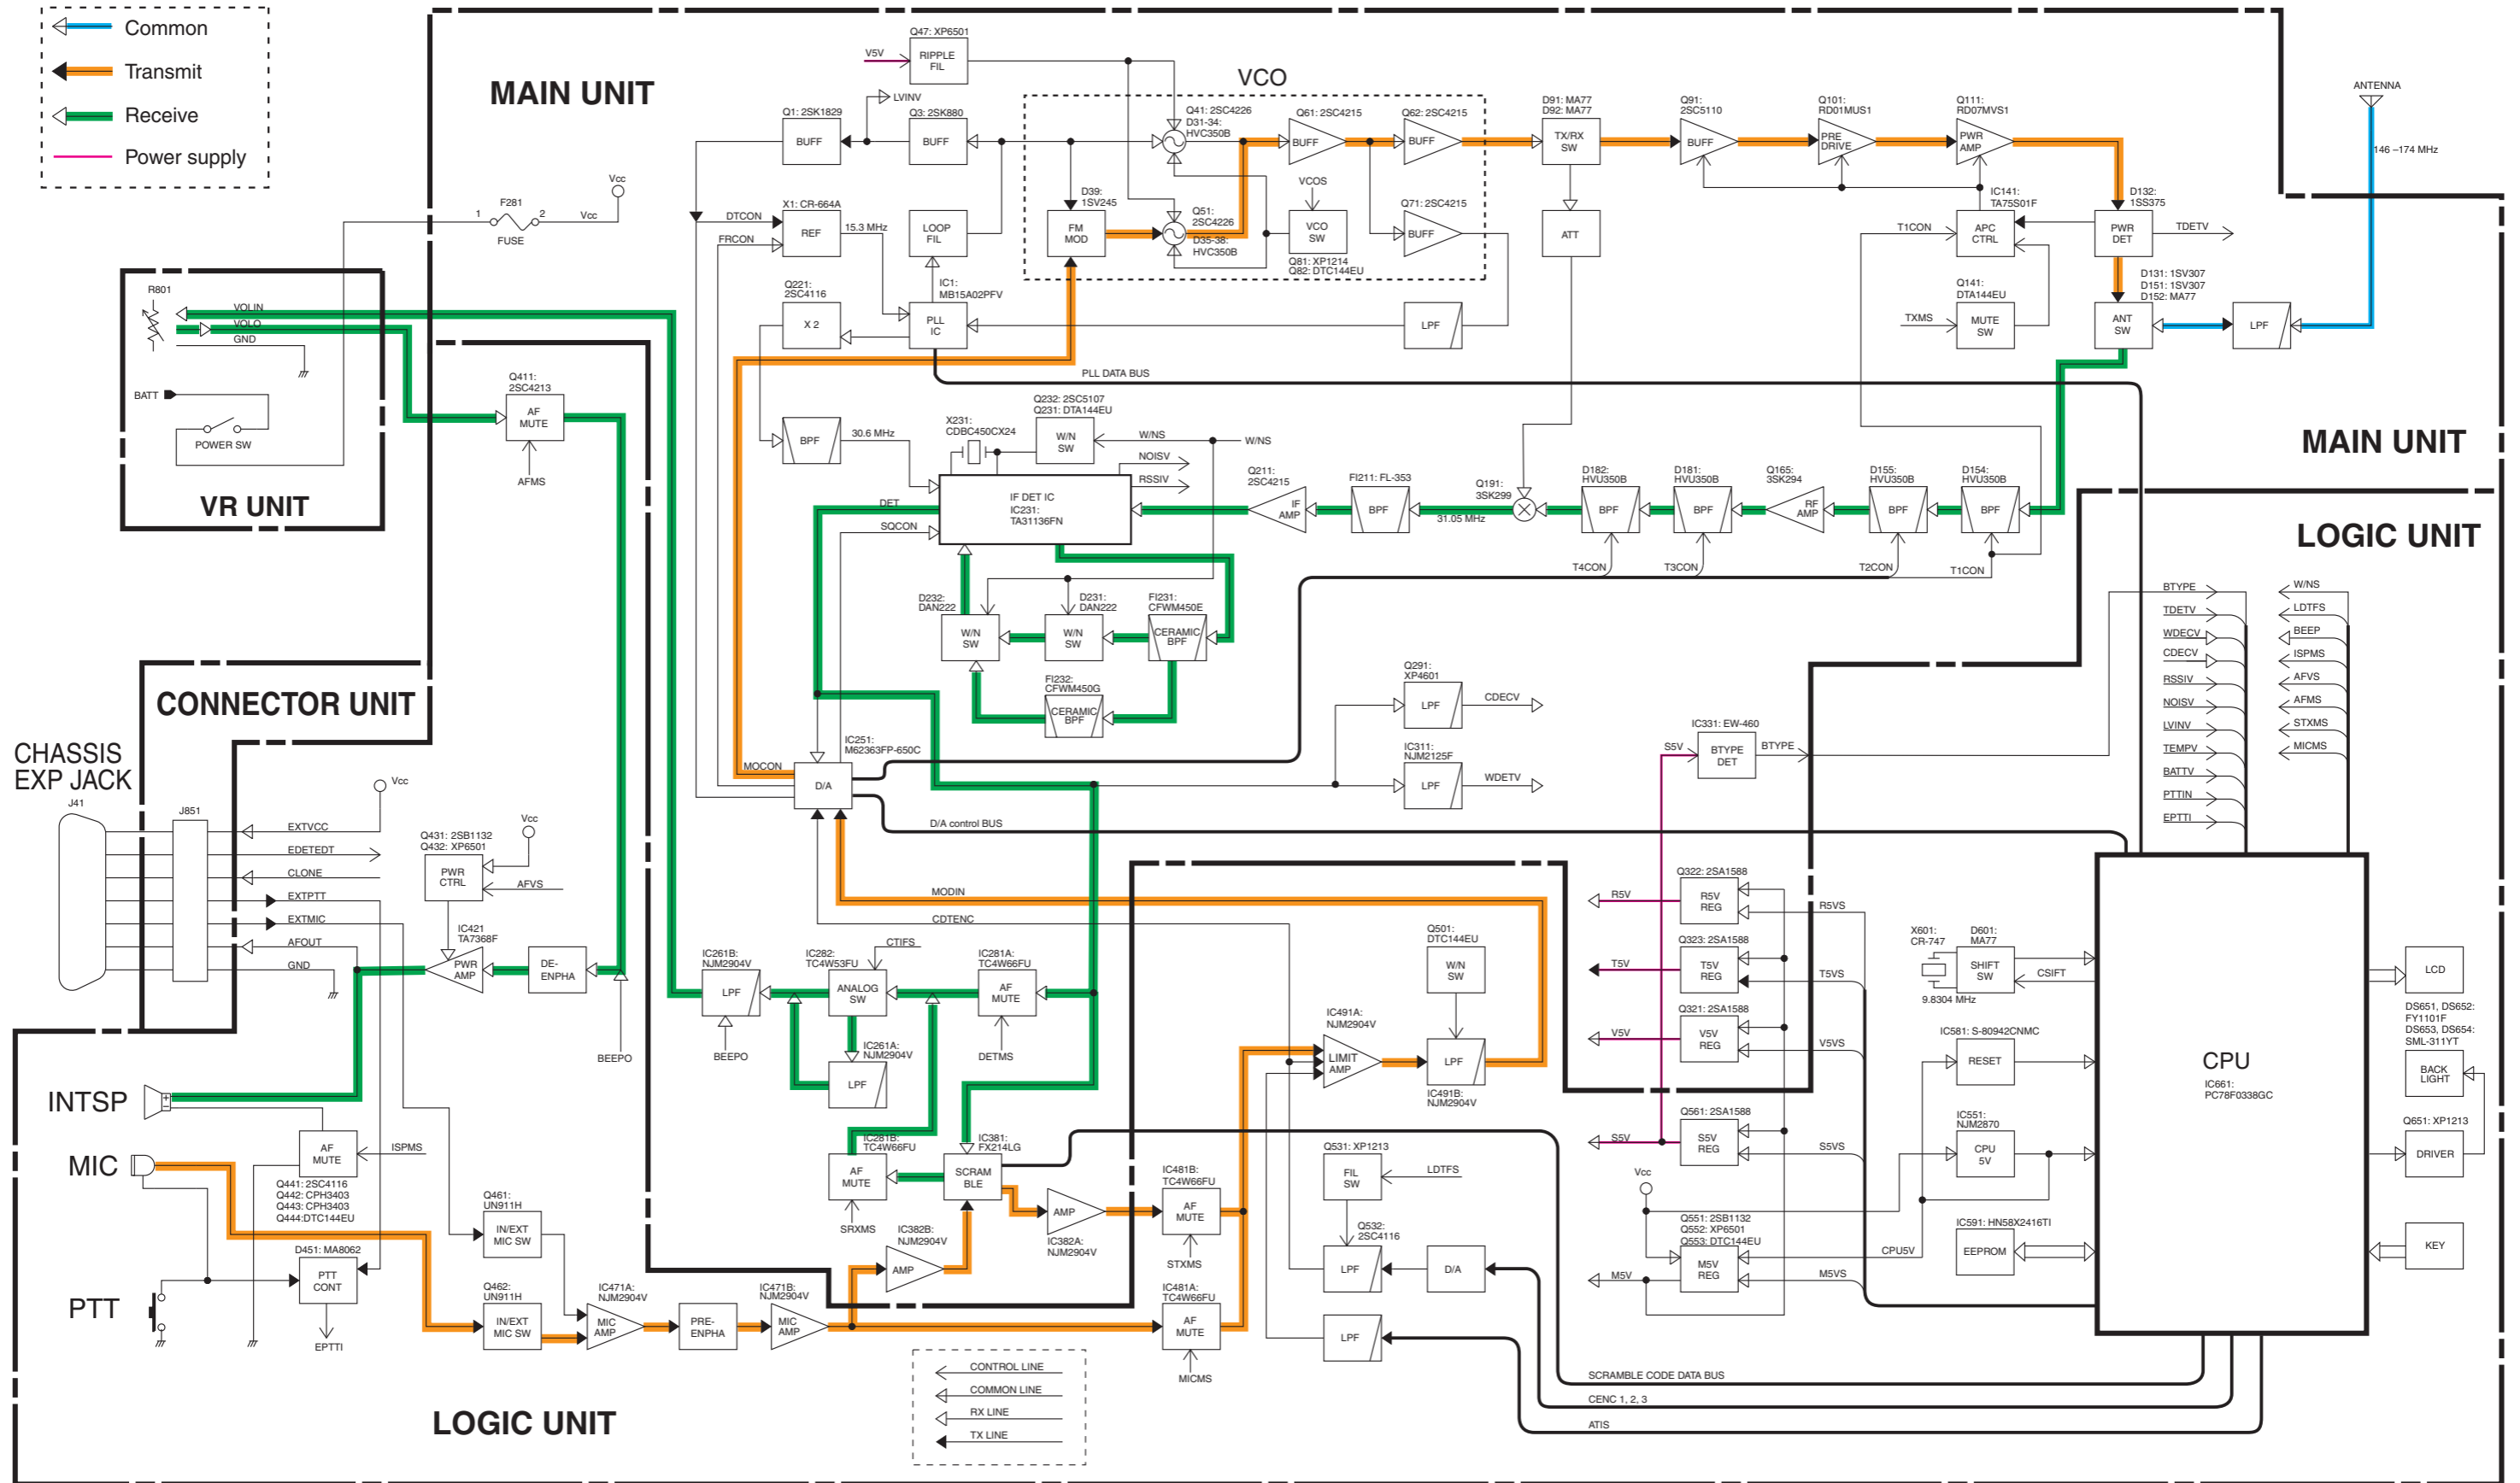 Common
Transmit
Receive
Power supply
MAIN UNIT
Q47: XP6501
RIPPLE
FIL
V5V
LVINV
Q1: 2SK1829
BUFF
Q3: 2SK880
BUFF
VCO
Q41: 2SC4226
D31-34:
HVC350B
Q61: 2SC4215
BUFF
Q62: 2SC4215
BUFF
D91: MA77
D92: MA77
TX/RX
SW
Q91:
2SC5110
BUFF
Q101:
RD01MUS1
PRE
DRIVE
Q111:
RD07MVS1
PWR
AMP
ANTENNA
146 –174 MHz
Vcc
F281
1
2
Vcc
FUSE
DTCON
FRCON
X1: CR-664A
REF
15.3 MHz
LOOP
FIL
D39:
1SV245
FM
MOD
Q51:
2SC4226
D35-38:
HVC350B
VCOS
VCO
SW
Q81: XP1214
Q82: DTC144EU
Q71: 2SC4215
BUFF
ATT
IC141:
TA75S01F
T1CON
APC
CTRL
D132:
1SS375
PWR
DET
TDETV
R801
VOLIN
VOLO
GND
BATT
POWER SW
VR UNIT
Q221:
2SC4116
X 2
IC1:
MB15A02PFV
PLL
IC
LPF
Q141:
DTA144EU
TXMS
MUTE
SW
D131: 1SV307
D151: 1SV307
D152: MA77
ANT
SW
LPF
PLL DATA BUS
Q411:
2SC4213
AF
MUTE
AFMS
BPF
30.6 MHz
X231:
CDBC450CX24
Q232: 2SC5107
Q231: DTA144EU
W/N
SW
W/NS
W/NS
NOISV
RSSIV
DET
SQCON
IF DET IC
IC231:
TA31136FN
Q211:
2SC4215
IF
AMP
FI211: FL-353
BPF
31.05 MHz
Q191:
3SK299
D182:
HVU350B
BPF
D181:
HVU350B
BPF
Q165:
3SK294
RF
AMP
D155:
HVU350B
BPF
D154:
HVU350B
BPF
T4CON
T3CON
T2CON
T1CON
MAIN UNIT
LOGIC UNIT
D232:
DAN222
W/N
SW
D231:
DAN222
W/N
SW
FI231:
CFWM450E
CERAMIC
BPF
FI232:
CFWM450G
CERAMIC
BPF
BTYPE
TDETV
WDECV
CDECV
RSSIV
NOISV
LVINV
TEMPV
BATTV
PTTIN
EPTTI
W/NS
LDTFS
BEEP
ISPMS
AFVS
AFMS
STXMS
MICMS
CONNECTOR UNIT
CHASSIS
EXP JACK
J41
J851
Vcc
EXTVCC
EDETEDT
CLONE
EXTPTT
EXTMIC
AFOUT
GND
Q431: 2SB1132
Q432: XP6501
PWR
CTRL
Vcc
AFVS
IC421
TA7368F
PWR
AMP
DE-
ENPHA
BEEPO
IC251:
M62363FP-650C
MOCON
D/A
Q291:
XP4601
LPF
CDECV
IC311:
NJM2125F
LPF
WDETV
IC331: EW-460
S5V
BTYPE
DET
BTYPE
D/A control BUS
MODIN
CDTENC
IC261B:
NJM2904V
LPF
BEEPO
IC282:
TC4W53FU
CTIFS
ANALOG
SW
IC281A:
TC4W66FU
AF
MUTE
DETMS
IC261A:
NJM2904V
LPF
Q501:
DTC144EU
W/N
SW
IC491A:
NJM2904V
LIMIT
AMP
LPF
IC491B:
NJM2904V
Q322: 2SA1588
R5V
R5V
REG
R5VS
Q323: 2SA1588
T5V
T5V
REG
T5VS
Q321: 2SA1588
V5V
V5V
REG
V5VS
Q561: 2SA1588
S5V
S5V
REG
S5VS
Vcc
Q551: 2SB1132
Q552: XP6501
Q553: DTC144EU
M5V
M5V
REG
CPU5V
M5VS
X601:
CR-747
9.8304 MHz
D601:
MA77
SHIFT
SW
CSIFT
IC581: S-80942CNMC
RESET
IC551:
NJM2870
CPU
5V
IC591: HN58X2416TI
EEPROM
CPU
IC661:
PC78F0338GC
LCD
DS651, DS652:
FY1101F
DS653, DS654:
SML-311YT
BACK
LIGHT
Q651: XP1213
DRIVER
KEY
INTSP
MIC
PTT
AF
MUTE
ISPMS
Q441: 2SC4116
Q442: CPH3403
Q443: CPH3403
Q444:DTC144EU
D451: MA8062
PTT
CONT
EPTTI
Q461:
UN911H
IN/EXT
MIC SW
Q462:
UN911H
IN/EXT
MIC SW
IC471A:
NJM2904V
MIC
AMP
PRE-
ENPHA
IC471B:
NJM2904V
MIC
AMP
IC281B:
TC4W66FU
AF
MUTE
SRXMS
IC381:
FX214LG
SCRAM
BLE
IC382B:
NJM2904V
AMP
AMP
IC382A:
NJM2904V
IC481B:
TC4W66FU
AF
MUTE
STXMS
IC481A:
TC4W66FU
AF
MUTE
MICMS
Q531: XP1213
FIL
SW
LDTFS
Q532:
2SC4116
LPF
D/A
LPF
SCRAMBLE CODE DATA BUS
CENC 1, 2, 3
ATIS
CONTROL LINE
COMMON LINE
RX LINE
TX LINE
LOGIC UNIT